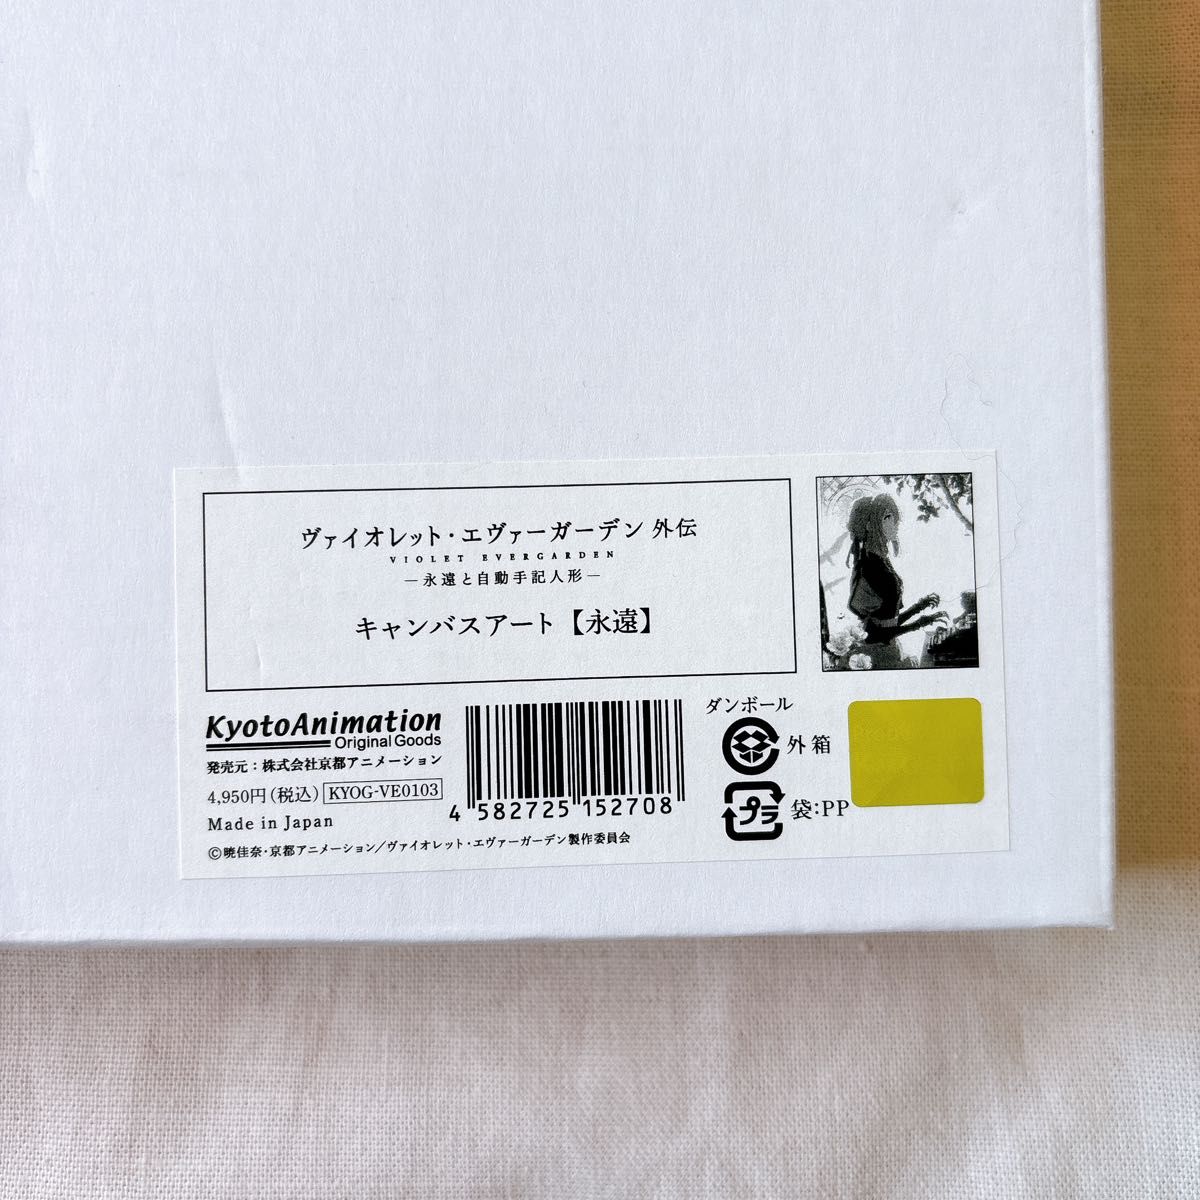 ヴァイオレット・エヴァーガーデン 外伝
VIOLET EVERGARDEN
―永遠と自動手記人形―
キャンバスアート【永遠】
KyotoAnimation
Original Goods
発売元：株式会社京都アニメーション
4,950円(税込) KYOG-VE0103
Made in Japan
4 582725 152708
ダンボール
外箱
プラ 袋:PP
©暁佳奈・京都アニメーション／ヴァイオレット・エヴァーガーデン製作委員会